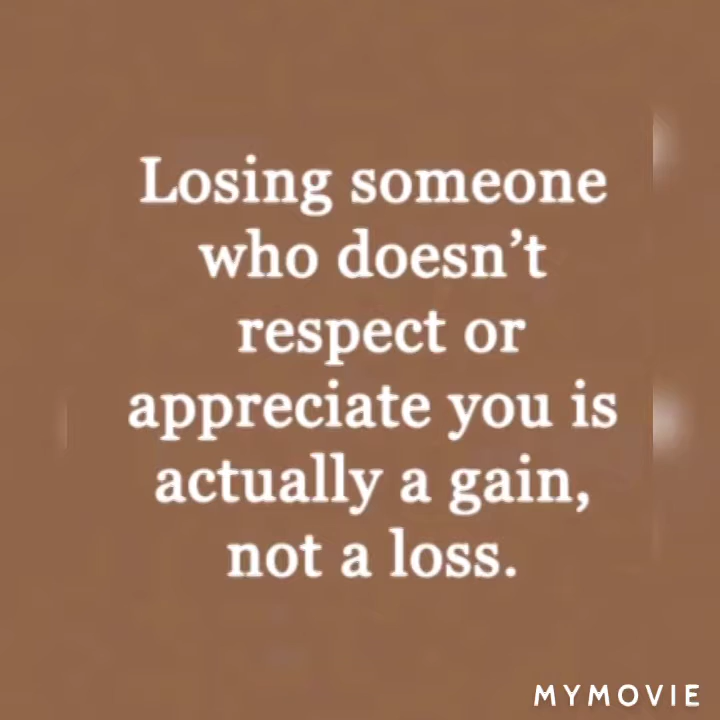 Losing someone
who doesn’t
respect or
appreciate you is
actually a gain,
not a loss.
MYMOVIE